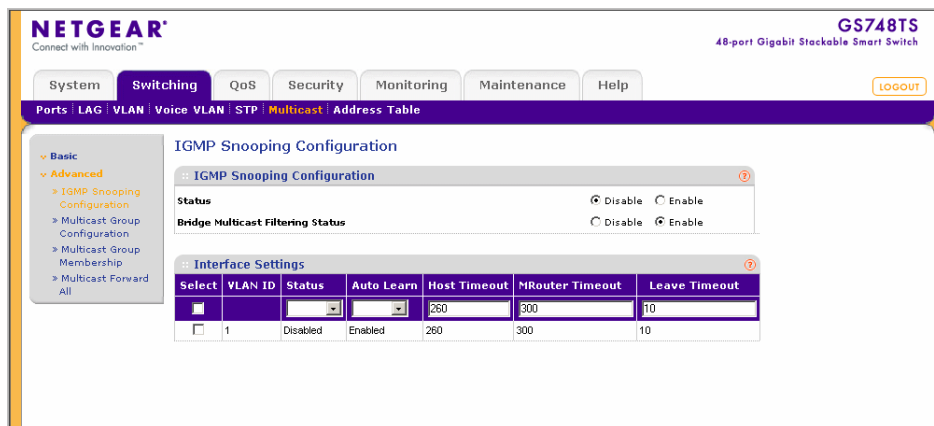 NETGEAR®
Connect with Innovation™
GS748TS
48-port Gigabit Stackable Smart Switch
System Switching QoS Security Monitoring Maintenance Help
LOGOUT
Ports LAG VLAN Voice VLAN STP Multicast Address Table
Basic
Advanced
» IGMP Snooping
Configuration
» Multicast Group
Configuration
» Multicast Group
Membership
» Multicast Forward
All
IGMP Snooping Configuration
:: IGMP Snooping Configuration ?
Status Disable Enable
Bridge Multicast Filtering Status Disable Enable
:: Interface Settings ?
Select VLAN ID Status Auto Learn Host Timeout MRouter Timeout Leave Timeout
260 300 10
1 Disabled Enabled 260 300 10